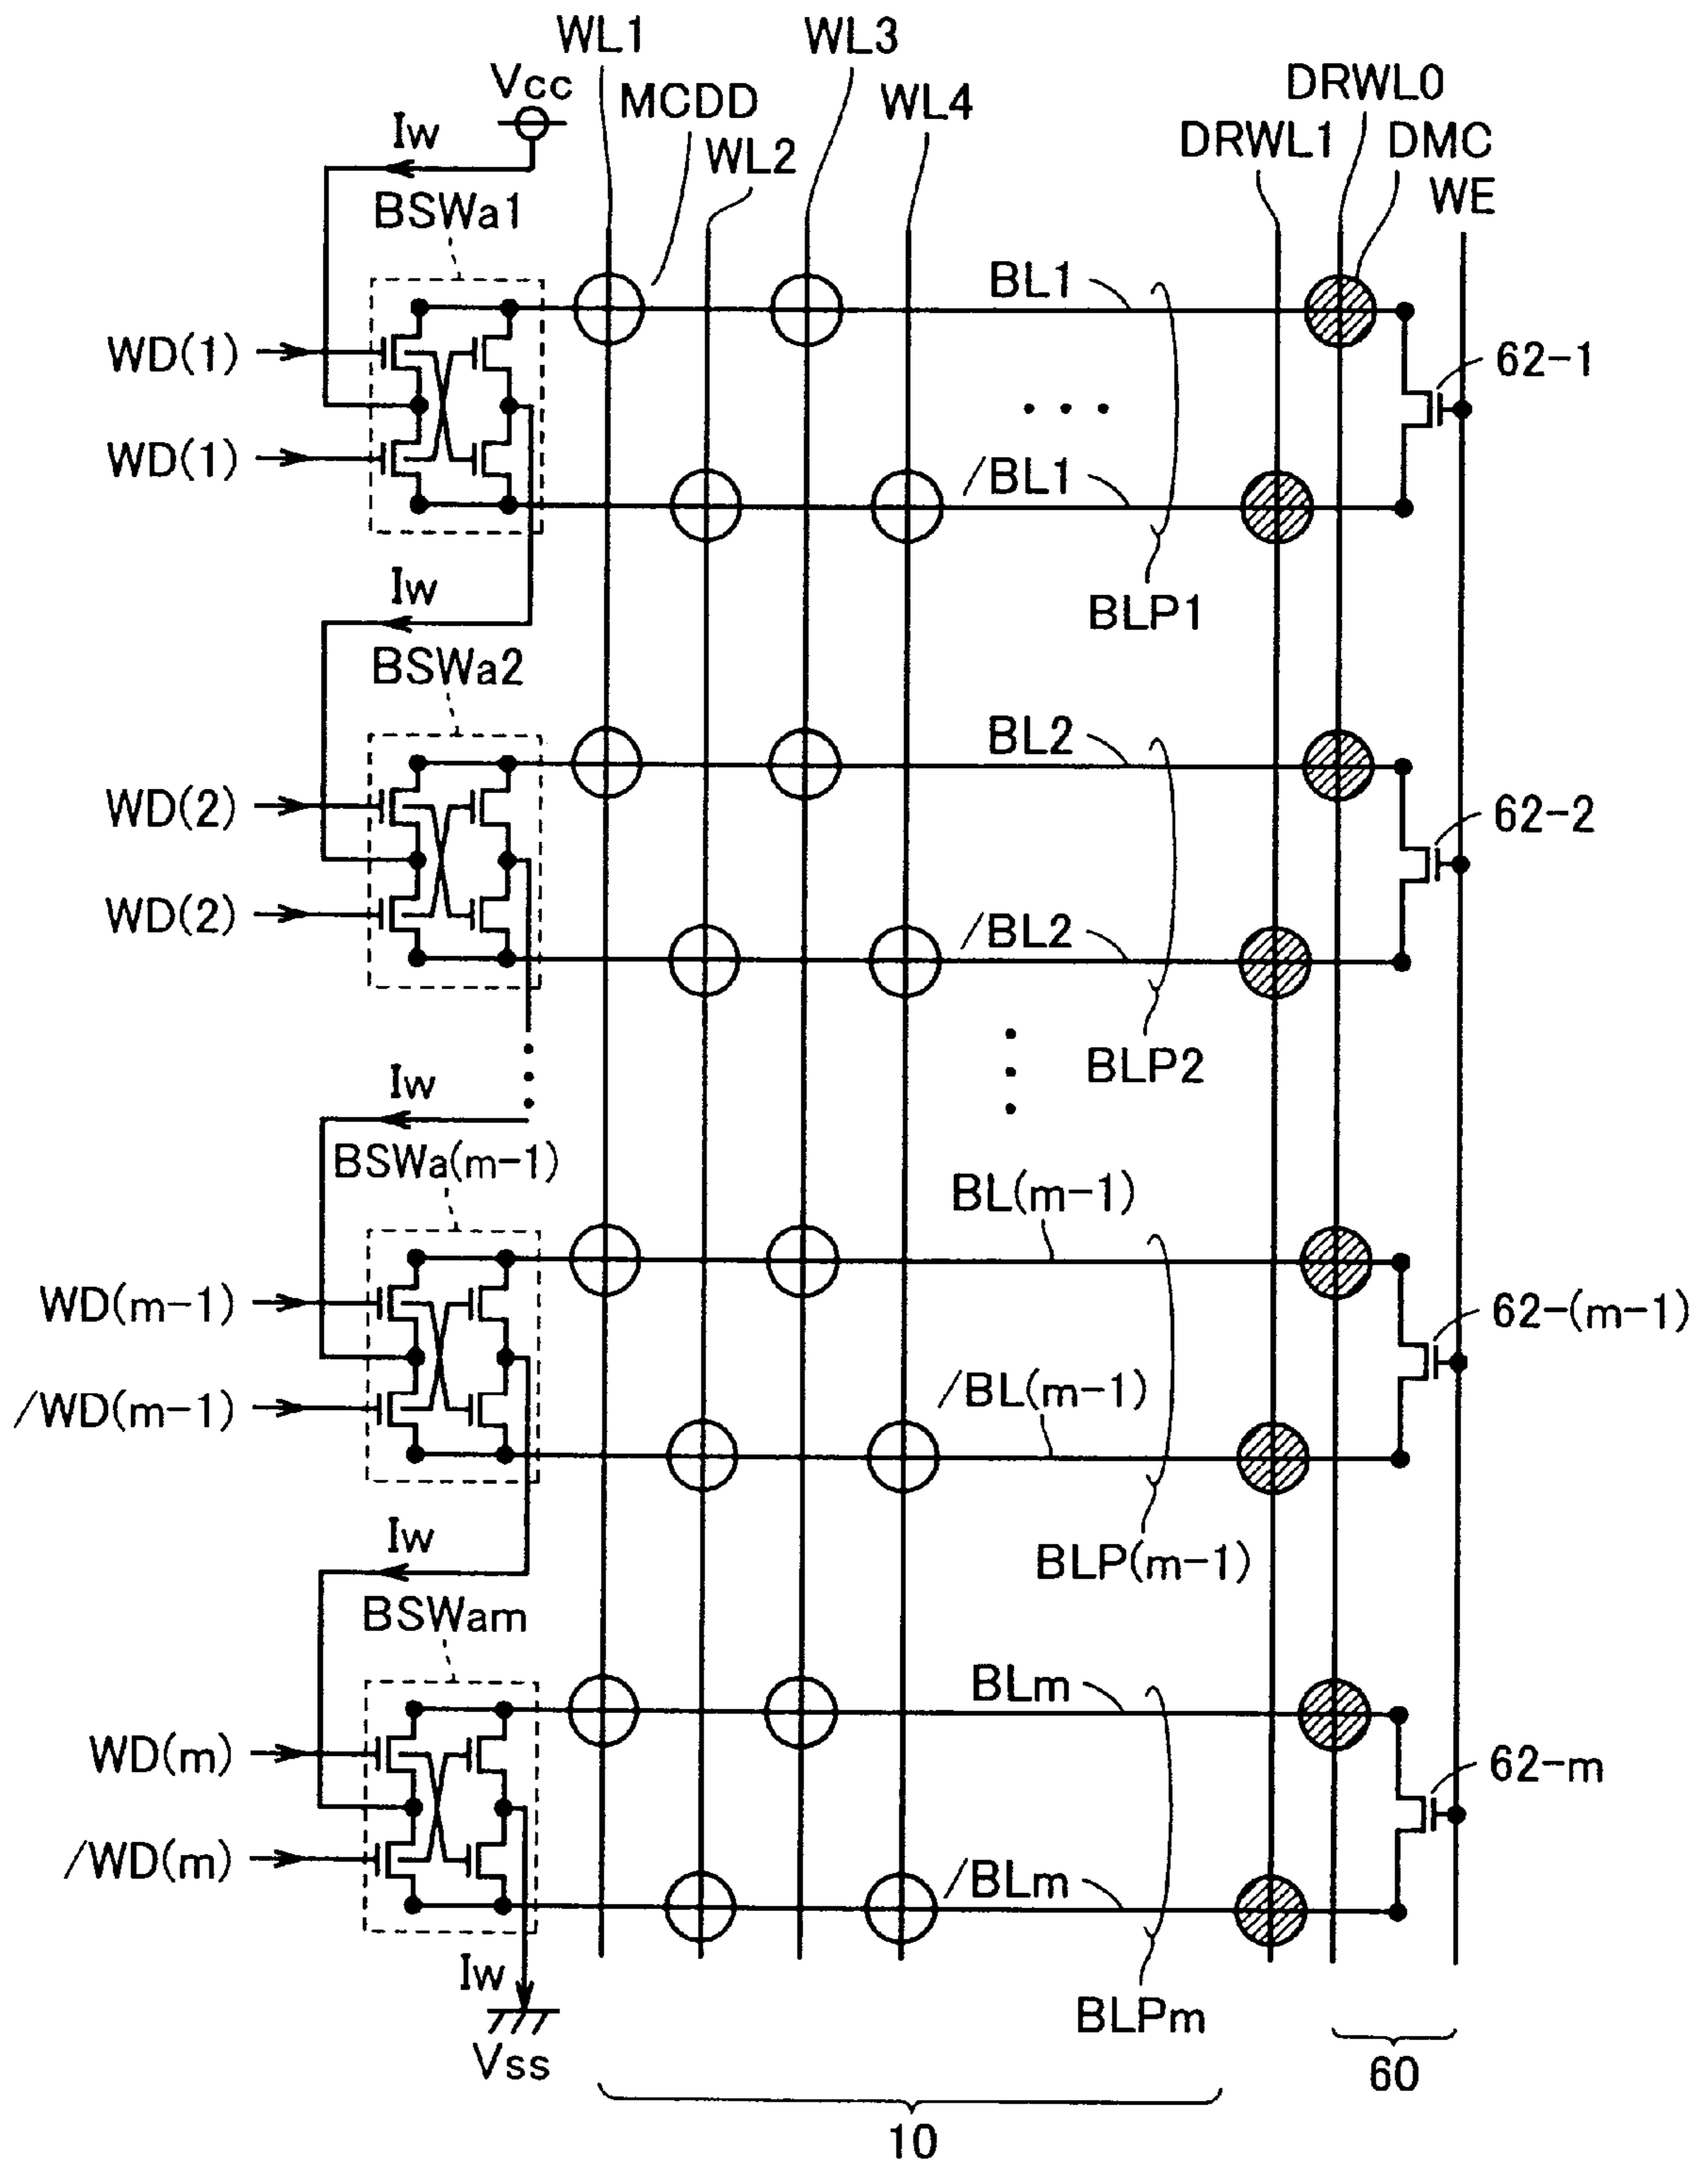 WL1
WL3
Vcc
MCDD
WL4
DRWL0
Iw
WL2
DRWL1
DMC
BSWa1
WE
BL1
WD(1)
62-1
WD(1)
/BL1
Iw
BLP1
BSWa2
BL2
WD(2)
62-2
WD(2)
/BL2
Iw
BLP2
BSWa(m-1)
BL(m-1)
WD(m-1)
62-(m-1)
/WD(m-1)
/BL(m-1)
Iw
BLP(m-1)
BSWam
BLm
WD(m)
62-m
/WD(m)
/BLm
Iw
BLPm
Vss
60
10